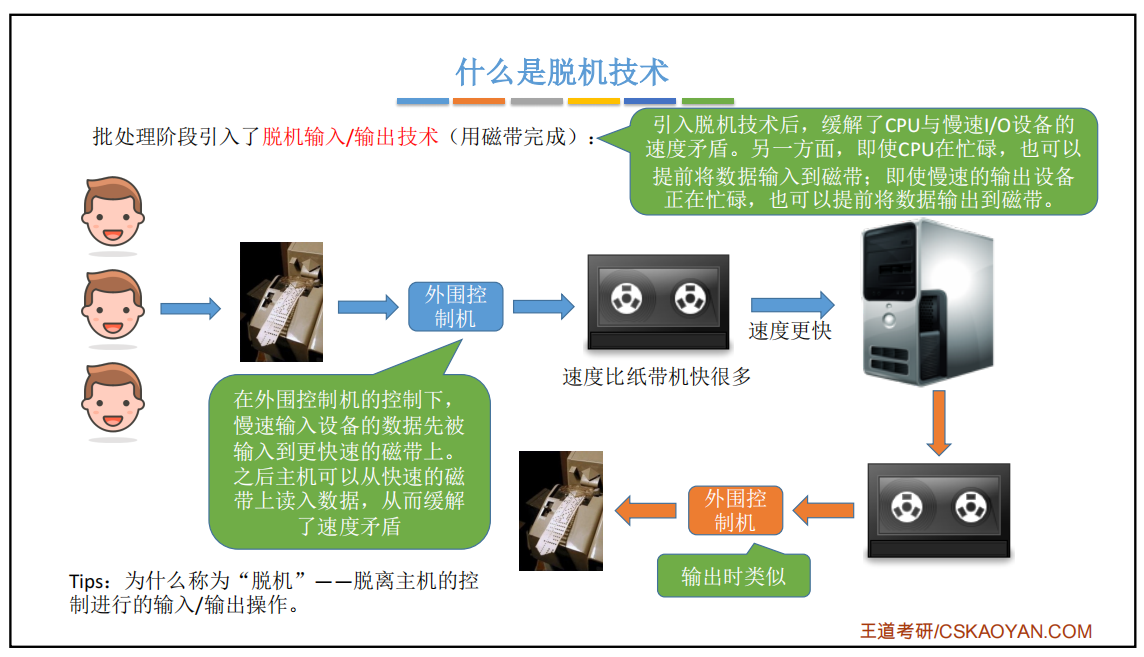 什么是脱机技术
批处理阶段引入了脱机输入/输出技术（用磁带完成）：
引入脱机技术后，缓解了CPU与慢速I/O设备的
速度矛盾。另一方面，即使CPU在忙碌，也可以
提前将数据输入到磁带；即使慢速的输出设备
正在忙碌，也可以提前将数据输出到磁带。
外围控
制机
速度更快
速度比纸带机快很多
在外围控制机的控制下，
慢速输入设备的数据先被
输入到更快速的磁带上。
之后主机可以从快速的磁
带上读入数据，从而缓解
了速度矛盾
外围控
制机
输出时类似
Tips：为什么称为“脱机”——脱离主机的控
制进行的输入/输出操作。
王道考研/CSKAOYAN.COM